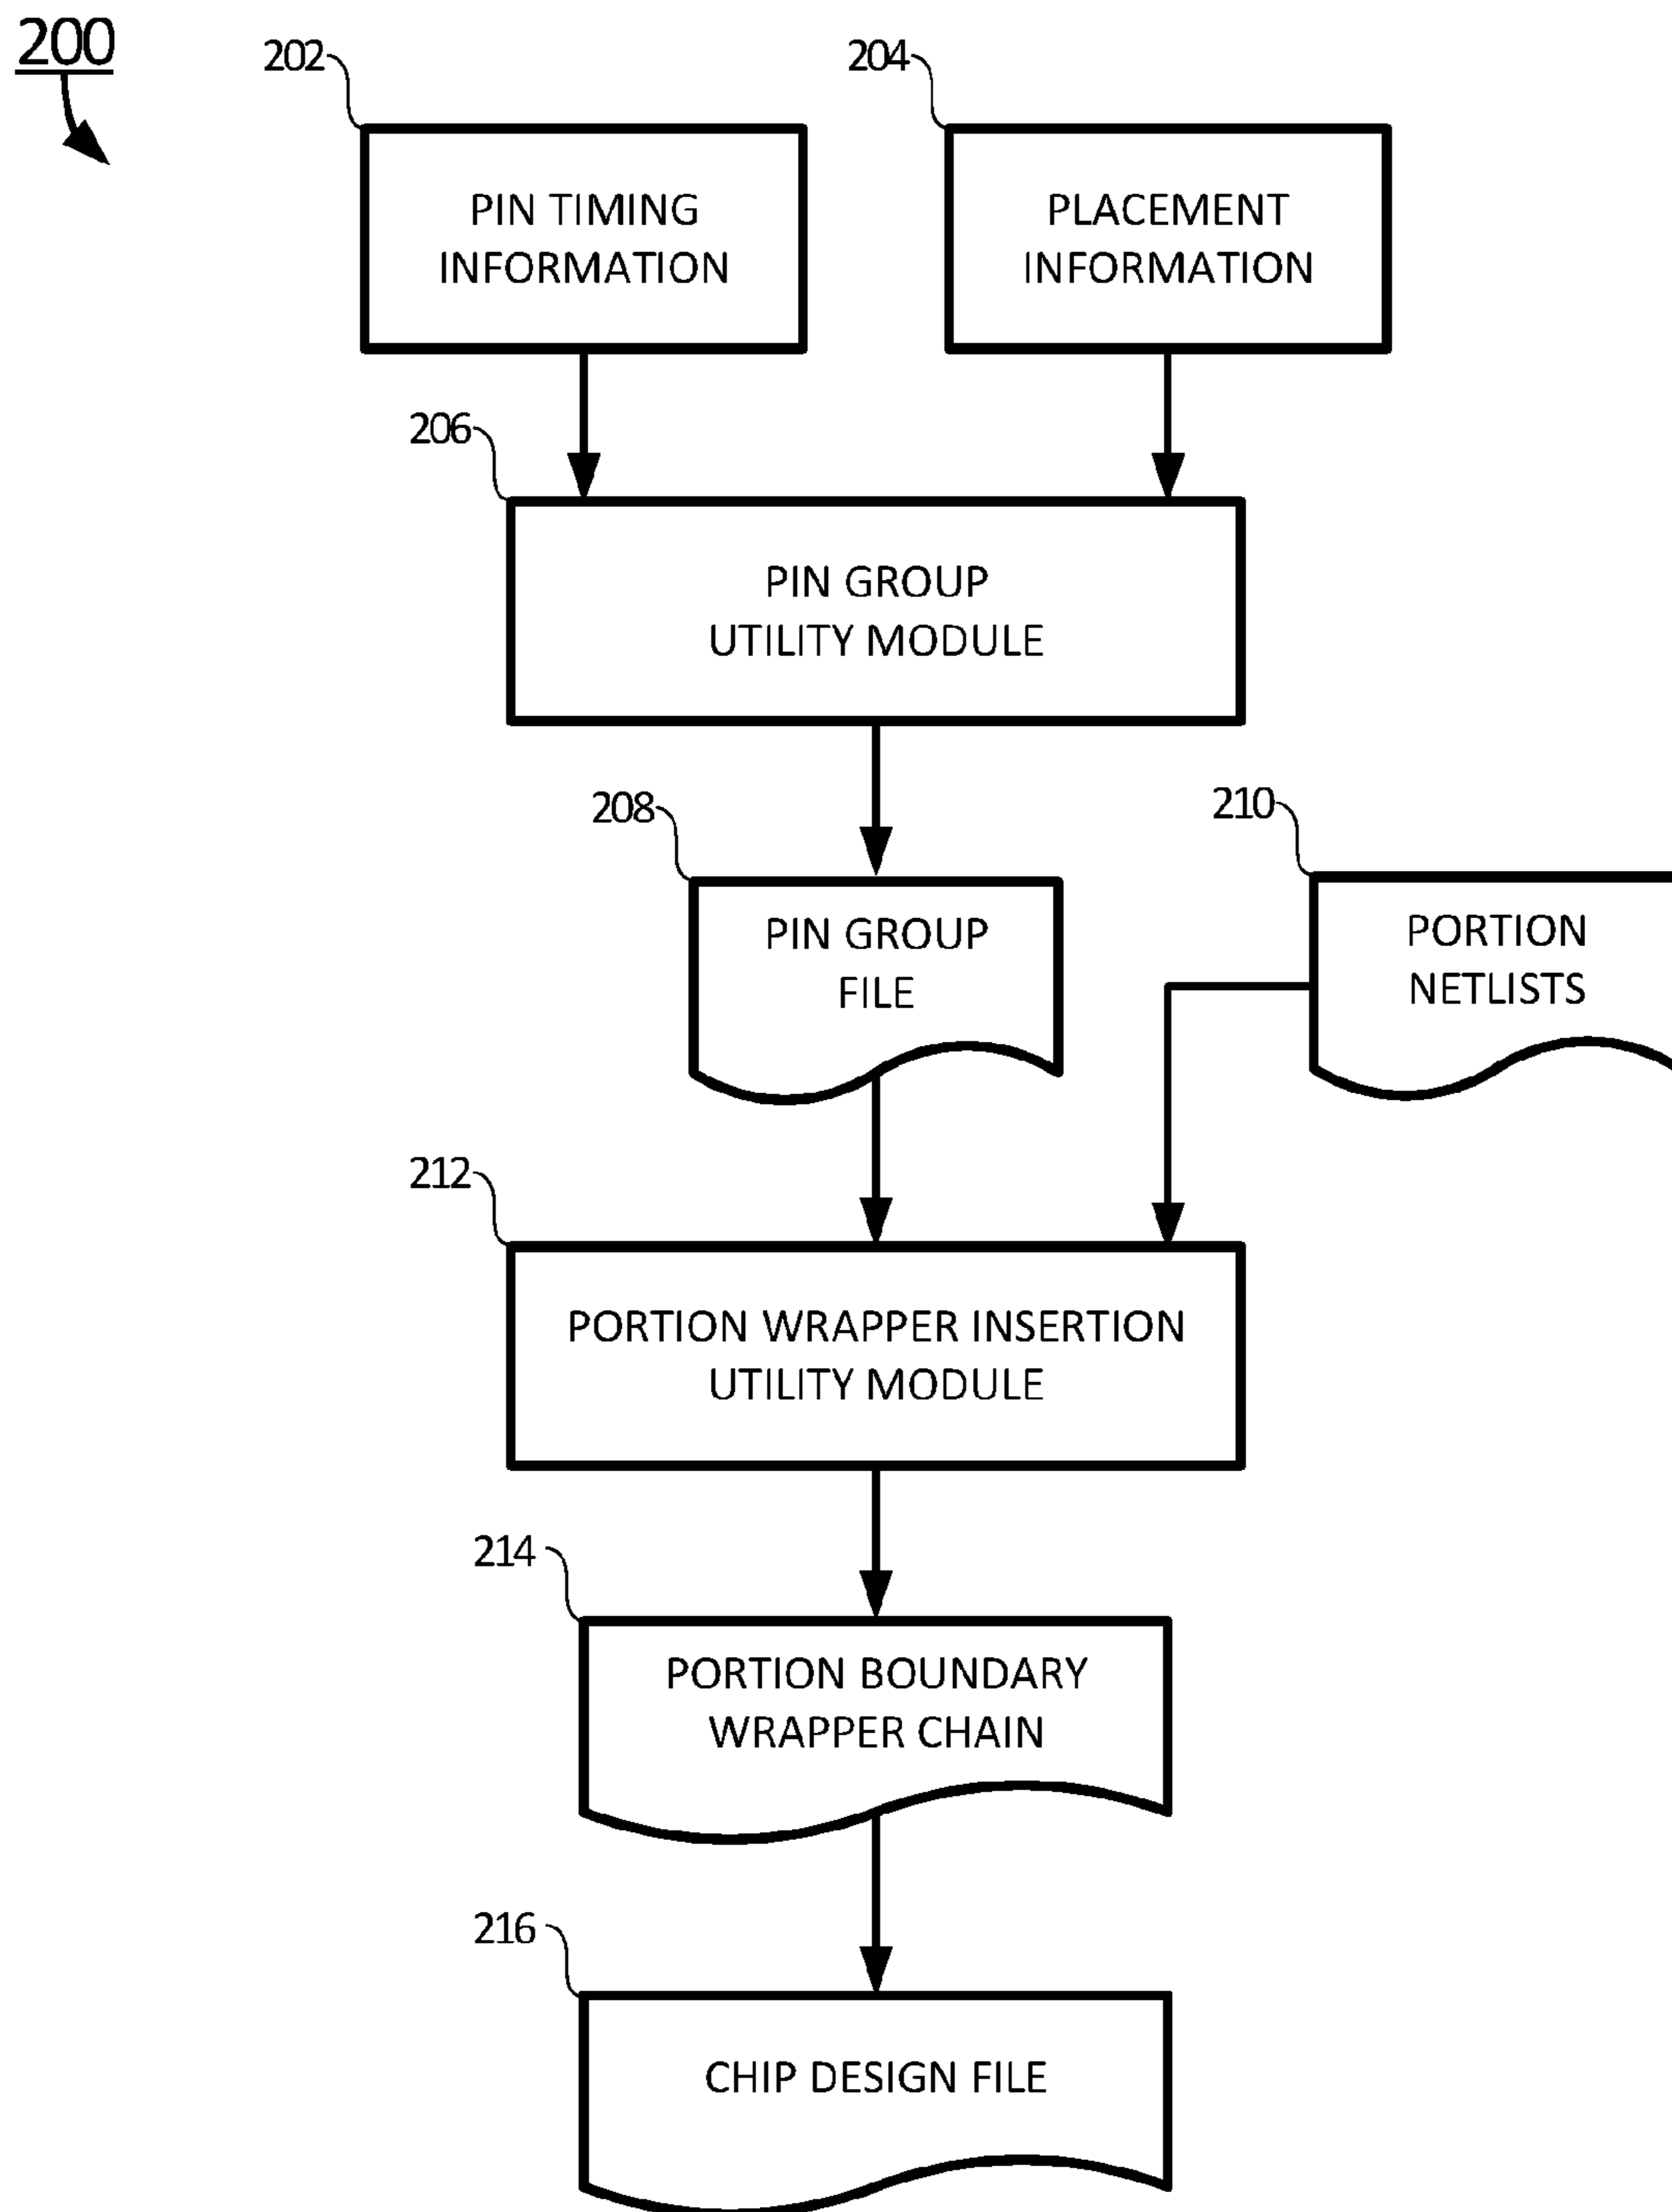 200
202
204
PIN TIMING
INFORMATION
PLACEMENT
INFORMATION
206
PIN GROUP
UTILITY MODULE
208
210
PIN GROUP
FILE
PORTION
NETLISTS
212
PORTION WRAPPER INSERTION
UTILITY MODULE
214
PORTION BOUNDARY
WRAPPER CHAIN
216
CHIP DESIGN FILE